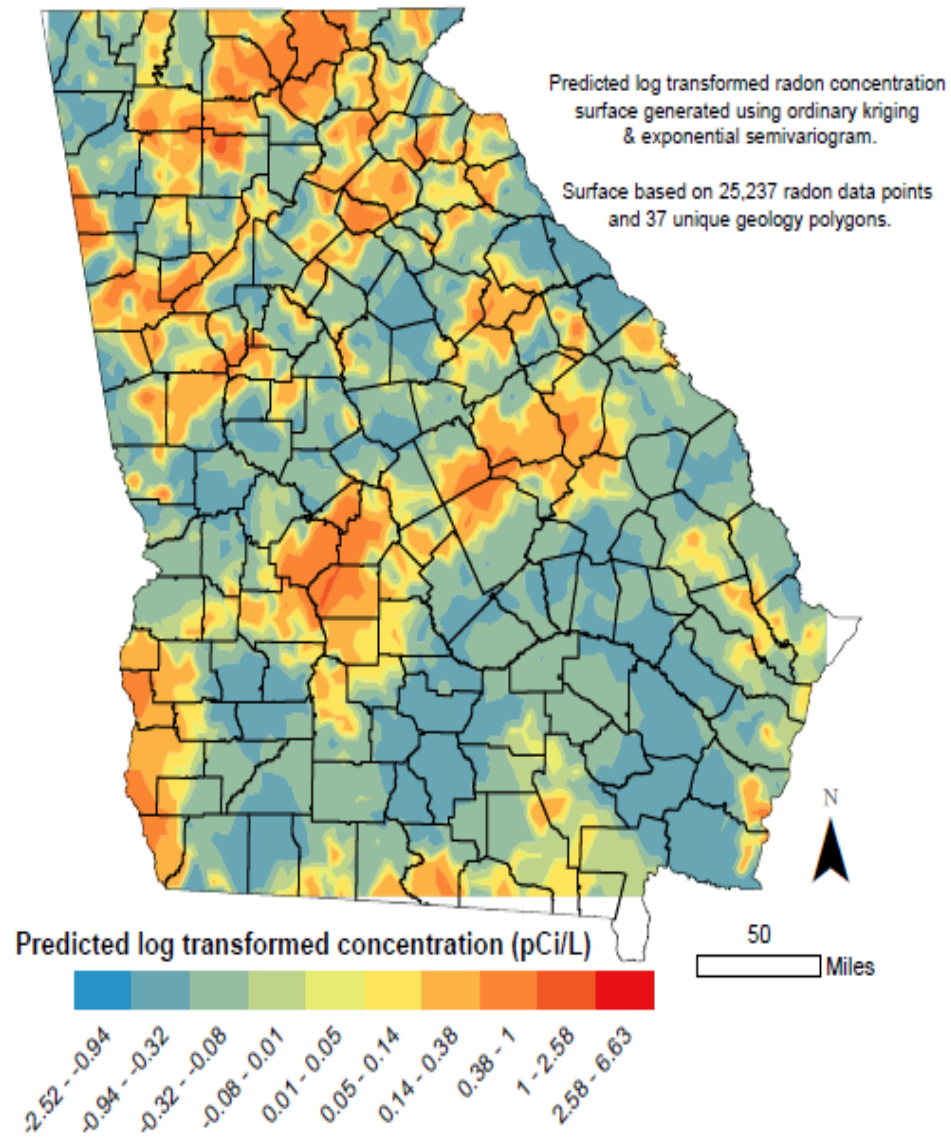 Predicted log transformed radon concentration
surface generated using ordinary kriging
& exponential semivariogram.
Surface based on 25,237 radon data points
and 37 unique geology polygons.
N
50
Miles
Predicted log transformed concentration (pCi/L)
-2.52 - -0.94
-0.94 - -0.32
-0.32 - -0.08
-0.08 - 0.01
0.01 - 0.05
0.05 - 0.14
0.14 - 0.38
0.38 - 1
1 - 2.58
2.58 - 6.63